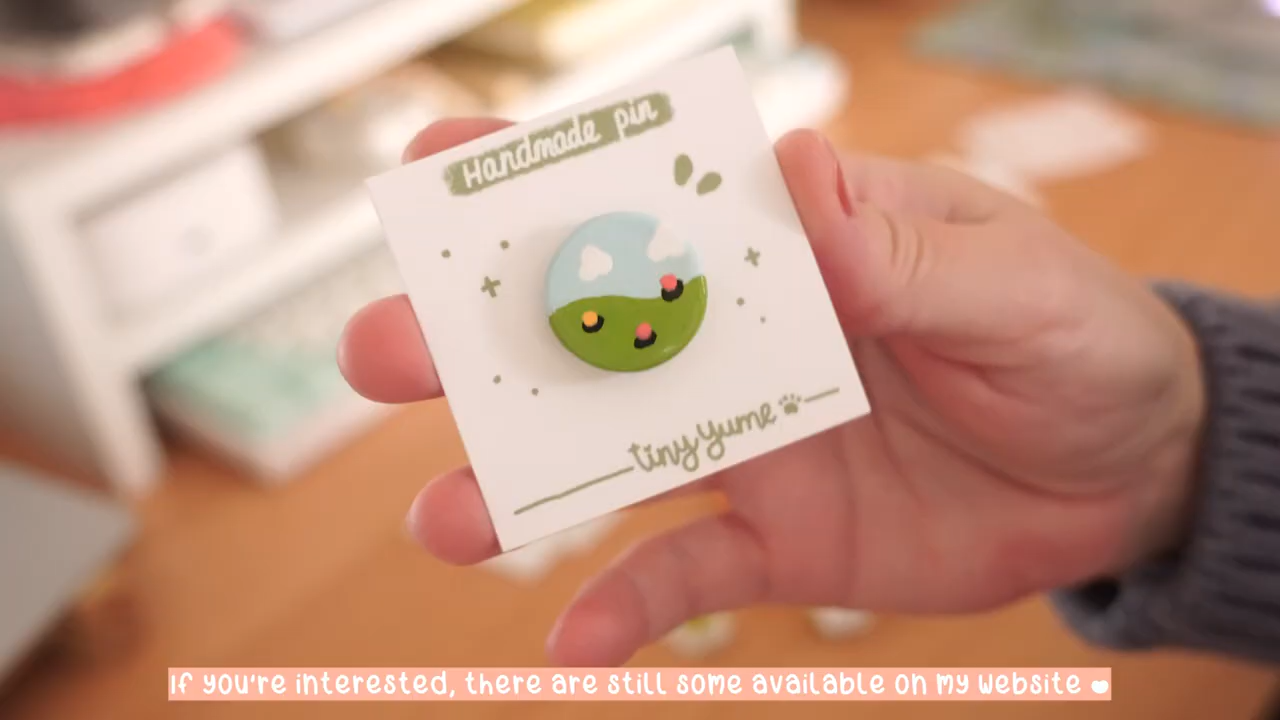 Handmade pin
tiny yume
If you're interested, there are still some available on my website